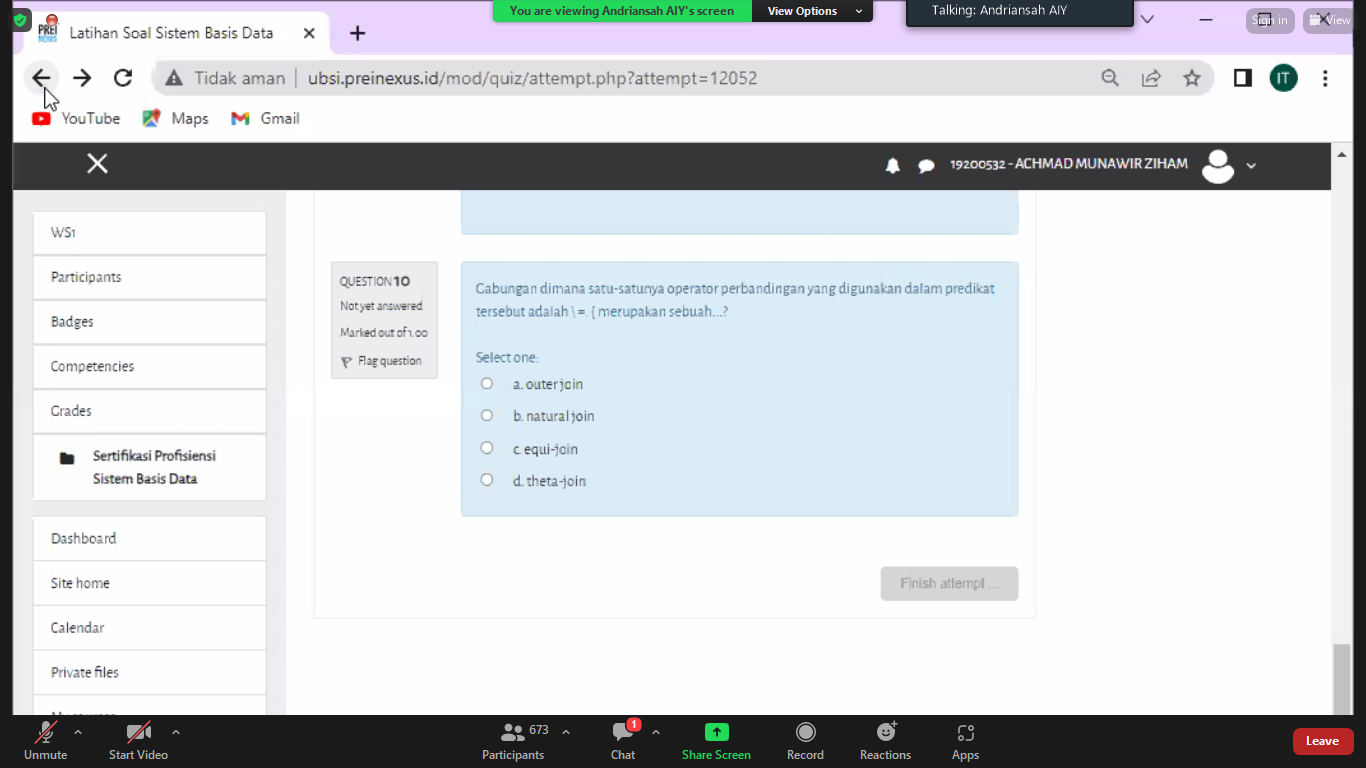 You are viewing Andriansah AIY's screen
View Options
Talking: Andriansah AIY
Sign in
View
PREI
NEXUS
Latihan Soal Sistem Basis Data
Tidak aman
ubsi.preinexus.id/mod/quiz/attempt.php?attempt=12052
IT
YouTube
Maps
Gmail
19200532 - ACHMAD MUNAWIR ZIHAM
WS1
Participants
Badges
Competencies
Grades
Sertifikasi Profisiensi
Sistem Basis Data
Dashboard
Site home
Calendar
Private files
QUESTION 10
Not yet answered
Marked out of 1.00
Flag question
Gabungan dimana satu-satunya operator perbandingan yang digunakan dalam predikat
tersebut adalah \ =. { merupakan sebuah...?
Select one:
a. outer join
b. natural join
c. equi-join
d. theta-join
Finish attempt ...
Unmute
Start Video
673
Participants
1
Chat
Share Screen
Record
Reactions
Apps
Leave